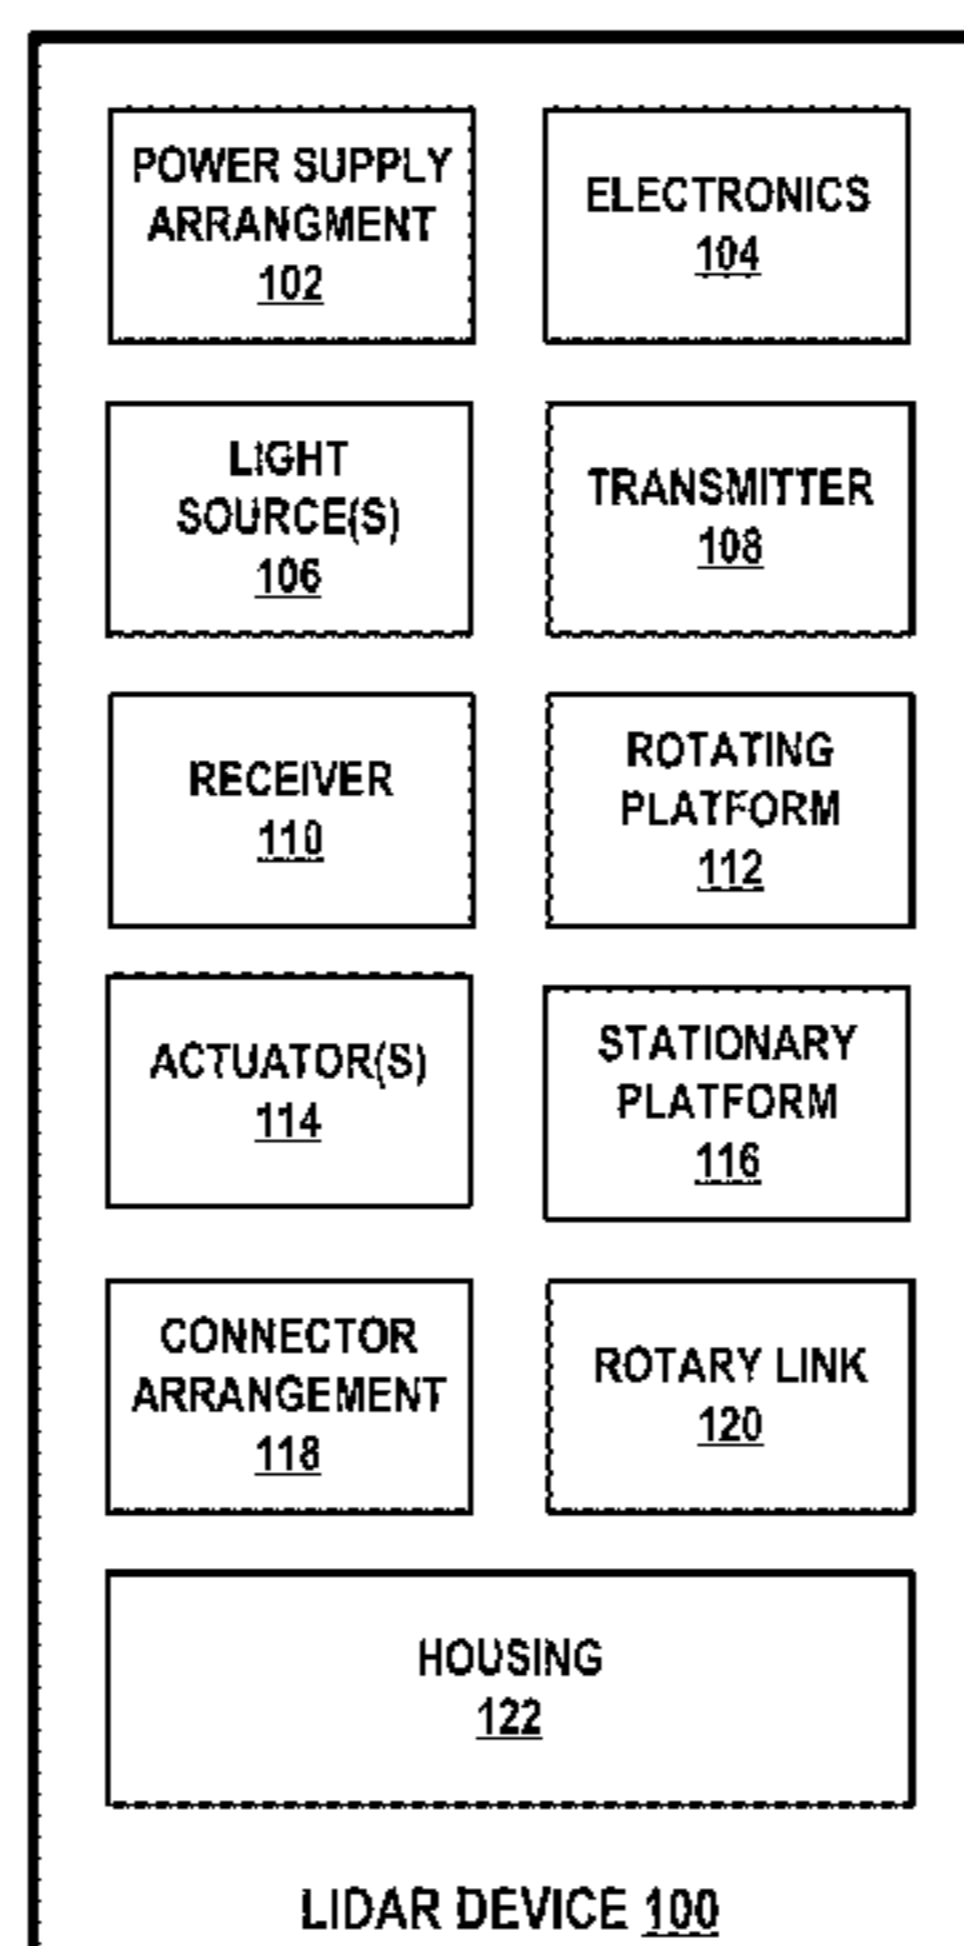 POWER SUPPLY
ARRANGMENT
102
ELECTRONICS
104
LIGHT
SOURCE(S)
106
TRANSMITTER
108
RECEIVER
110
ROTATING
PLATFORM
112
ACTUATOR(S)
114
STATIONARY
PLATFORM
116
CONNECTOR
ARRANGEMENT
118
ROTARY LINK
120
HOUSING
122
LIDAR DEVICE 100